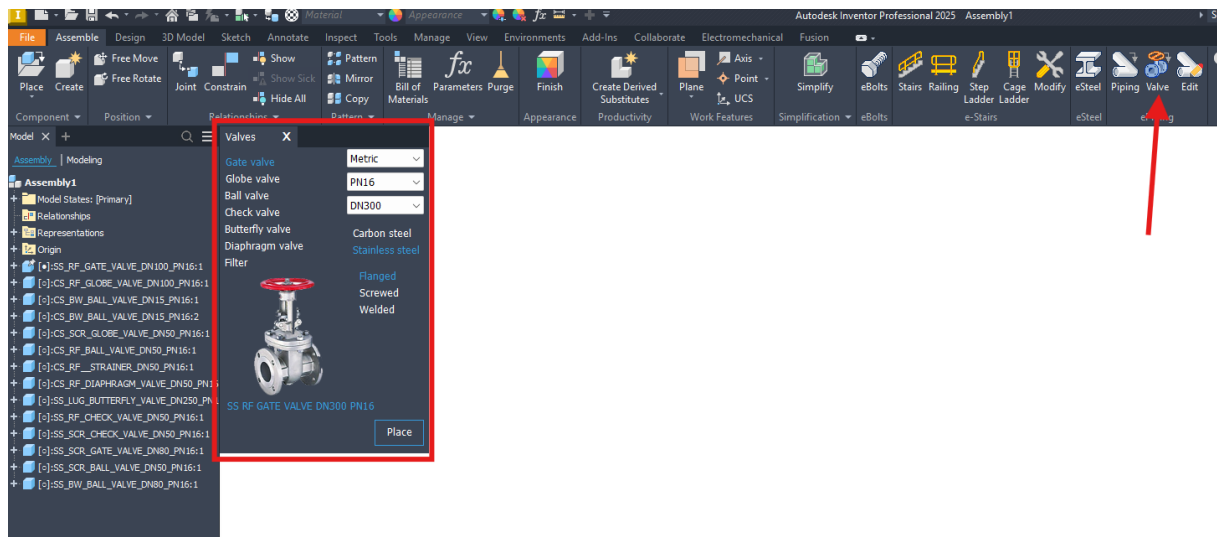 Material
Appearance
fx
Autodesk Inventor Professional 2025 Assembly1
File Assemble Design 3D Model Sketch Annotate Inspect Tools Manage View Environments Add-Ins Collaborate Electromechanical Fusion
Free Move
Free Rotate
Place Create
Joint Constrain
Show
Show Sick
Hide All
Pattern
Mirror
Copy
Bill of
Materials
fx
Parameters Purge
Finish
Create Derived
Substitutes
Plane
Axis
Point
UCS
Simplify
eBolts Stairs Railing
Step
Ladder
Cage
Ladder
Modify eSteel Piping Valve Edit
Component Position Relationships Pattern Manage Appearance Productivity Work Features Simplification eBolts e-Stairs eSteel
Model X +
Assembly | Modeling
Assembly1
Model States: [Primary]
Relationships
Representations
Origin
[•]:SS_RF_GATE_VALVE_DN100_PN16:1
[▫]:CS_RF_GLOBE_VALVE_DN100_PN16:1
[▫]:CS_BW_BALL_VALVE_DN15_PN16:1
[▫]:CS_BW_BALL_VALVE_DN15_PN16:2
[▫]:CS_SCR_GLOBE_VALVE_DN50_PN16:1
[▫]:CS_RF_BALL_VALVE_DN50_PN16:1
[▫]:CS_RF__STRAINER_DN50_PN16:1
[▫]:CS_RF_DIAPHRAGM_VALVE_DN50_PN16
[▫]:SS_LUG_BUTTERFLY_VALVE_DN250_PN1
[▫]:SS_RF_CHECK_VALVE_DN50_PN16:1
[▫]:SS_SCR_CHECK_VALVE_DN50_PN16:1
[▫]:SS_SCR_GATE_VALVE_DN80_PN16:1
[▫]:SS_SCR_BALL_VALVE_DN50_PN16:1
[▫]:SS_BW_BALL_VALVE_DN80_PN16:1
Valves X
Gate valve
Globe valve
Ball valve
Check valve
Butterfly valve
Diaphragm valve
Filter
Metric
PN16
DN300
Carbon steel
Stainless steel
Flanged
Screwed
Welded
SS RF GATE VALVE DN300 PN16
Place